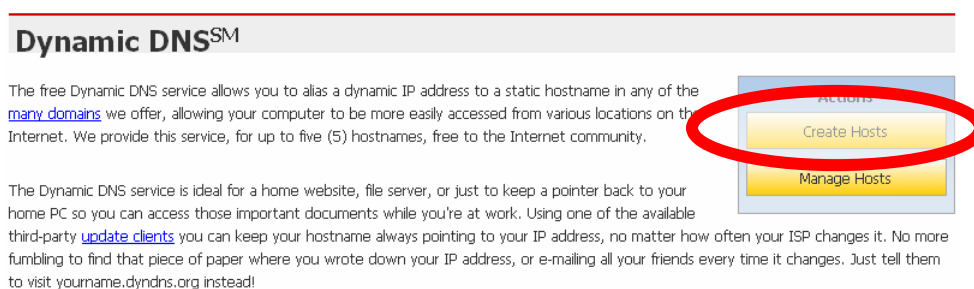 Dynamic DNS℠
The free Dynamic DNS service allows you to alias a dynamic IP address to a static hostname in any of the
many domains we offer, allowing your computer to be more easily accessed from various locations on the
Internet. We provide this service, for up to five (5) hostnames, free to the Internet community.
Actions
Create Hosts
Manage Hosts
The Dynamic DNS service is ideal for a home website, file server, or just to keep a pointer back to your
home PC so you can access those important documents while you're at work. Using one of the available
third-party update clients you can keep your hostname always pointing to your IP address, no matter how often your ISP changes it. No more
fumbling to find that piece of paper where you wrote down your IP address, or e-mailing all your friends every time it changes. Just tell them
to visit yourname.dyndns.org instead!